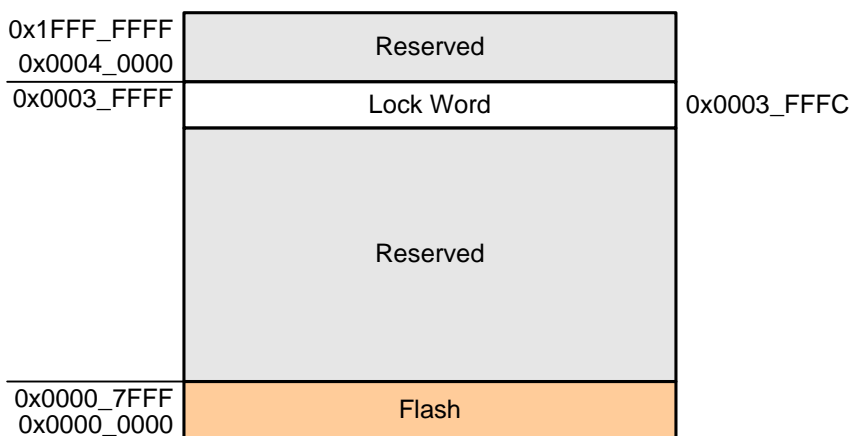 0x1FFF_FFFF
Reserved
0x0004_0000
0x0003_FFFF
Lock Word
0x0003_FFFC
Reserved
0x0000_7FFF
Flash
0x0000_0000